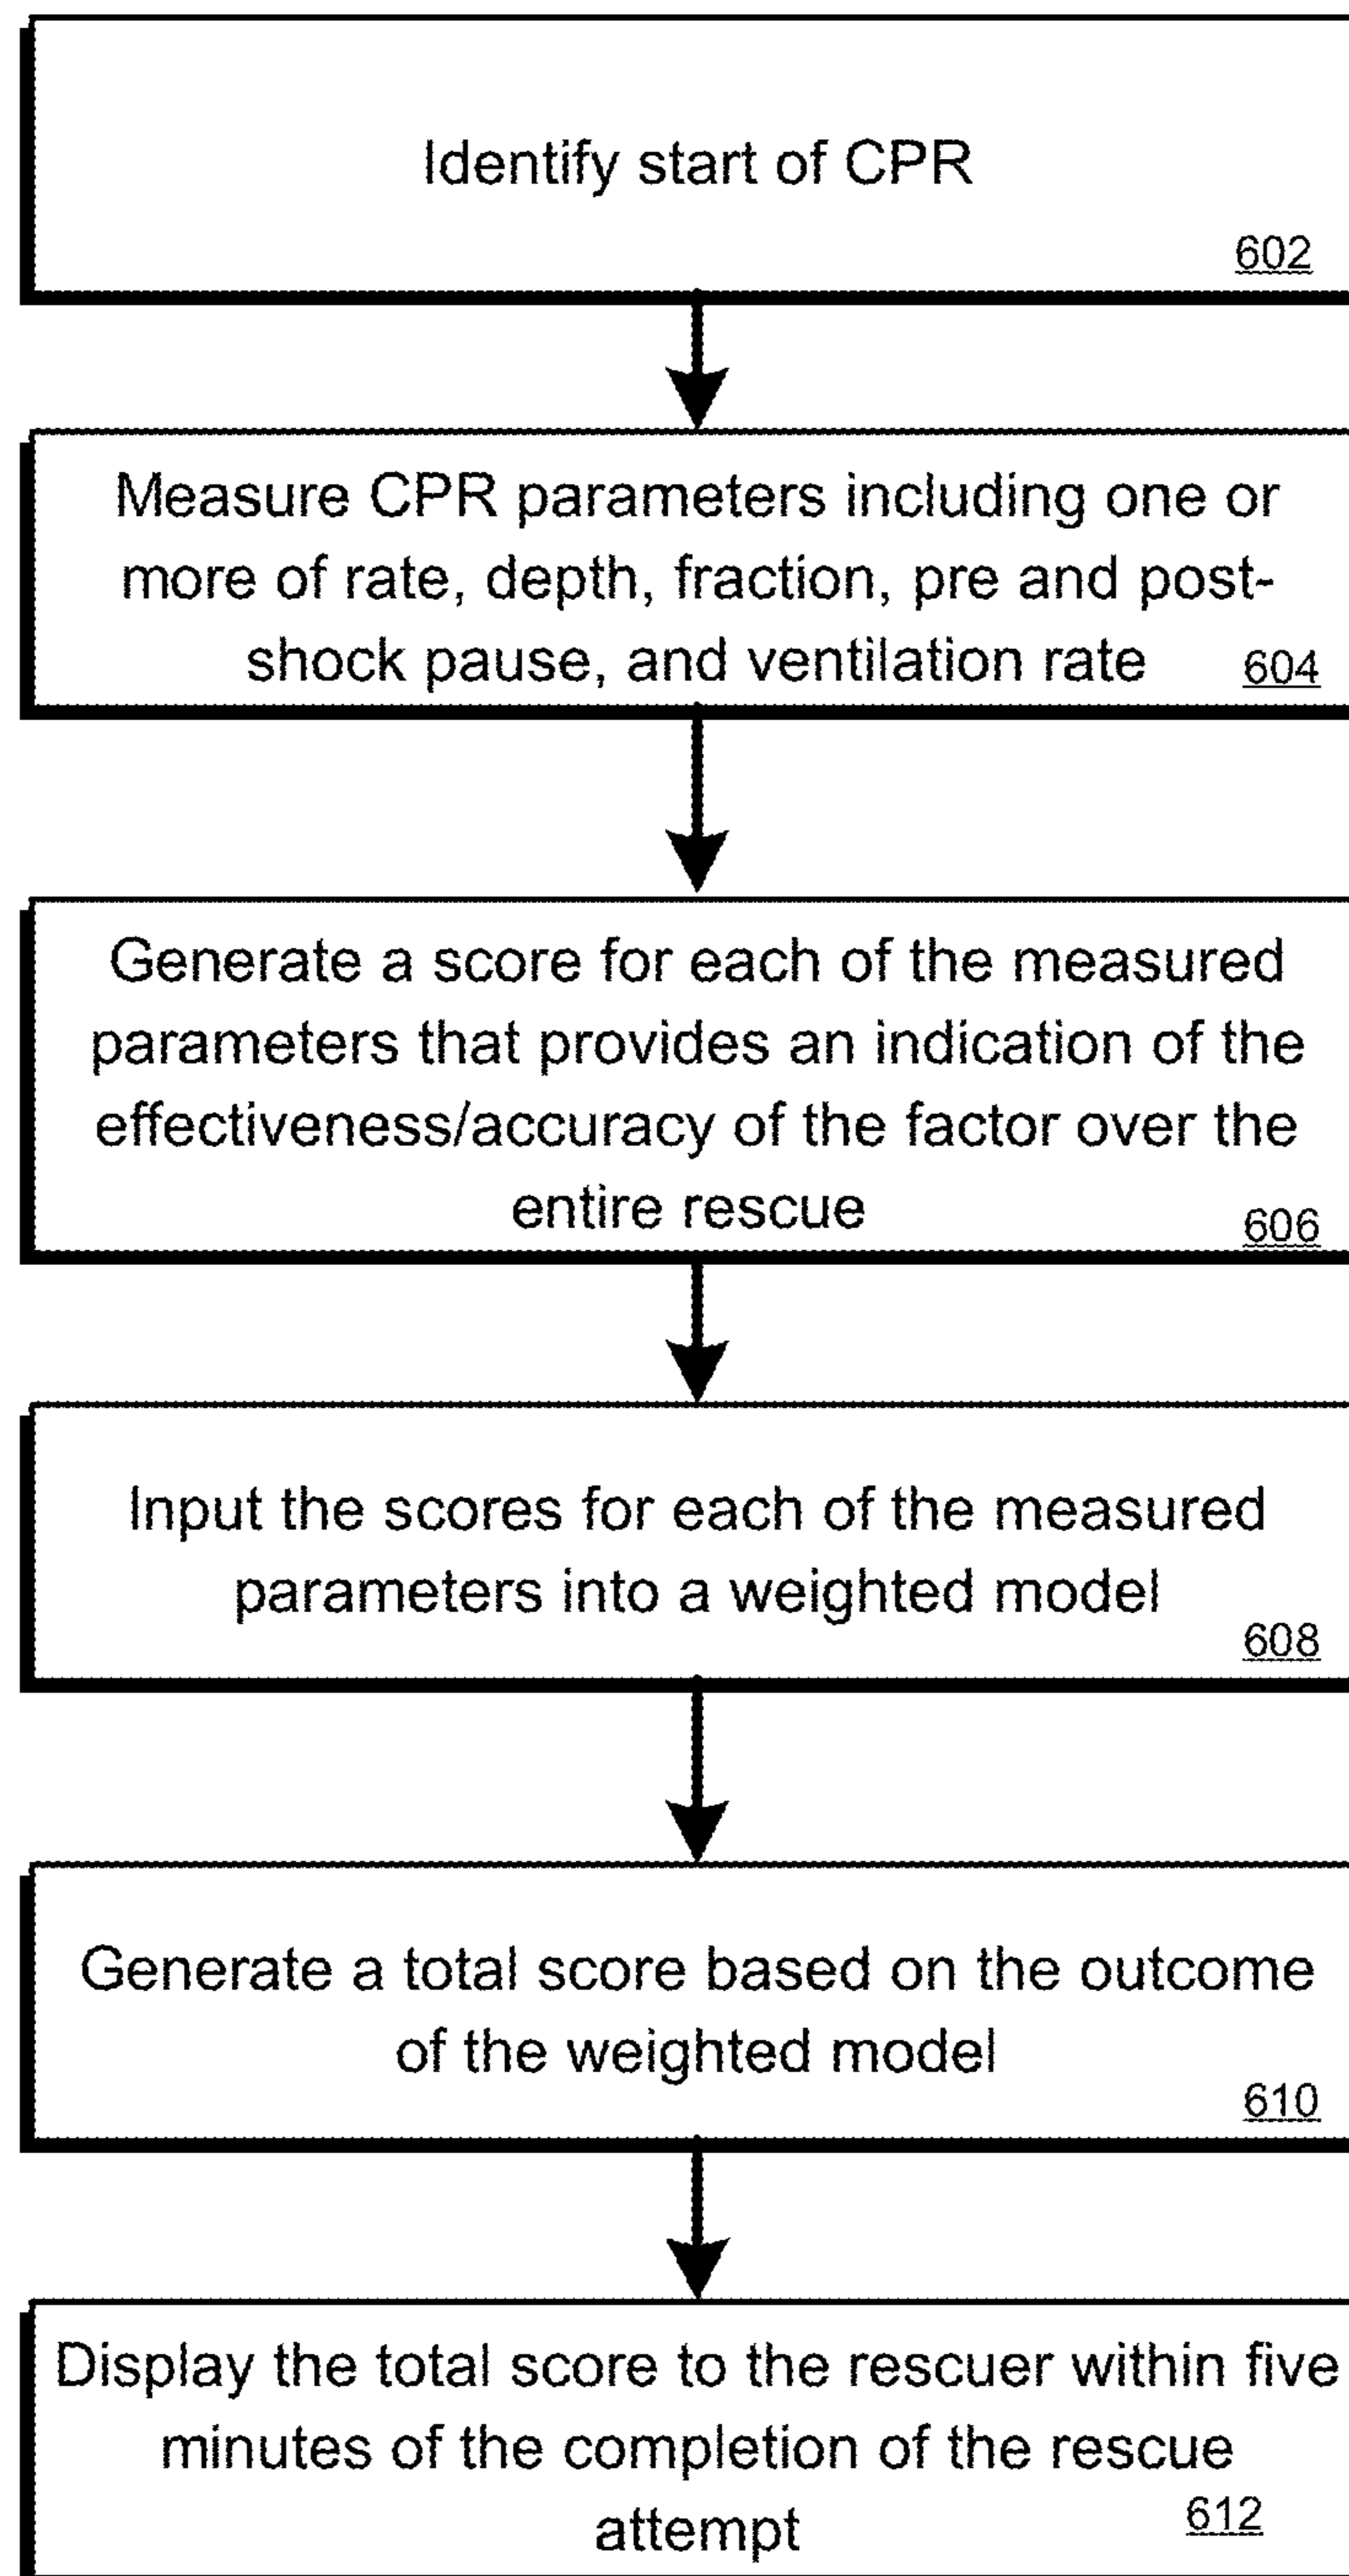 Identify start of CPR
602
Measure CPR parameters including one or
more of rate, depth, fraction, pre and post-
shock pause, and ventilation rate
604
Generate a score for each of the measured
parameters that provides an indication of the
effectiveness/accuracy of the factor over the
entire rescue
606
Input the scores for each of the measured
parameters into a weighted model
608
Generate a total score based on the outcome
of the weighted model
610
Display the total score to the rescuer within five
minutes of the completion of the rescue
attempt
612